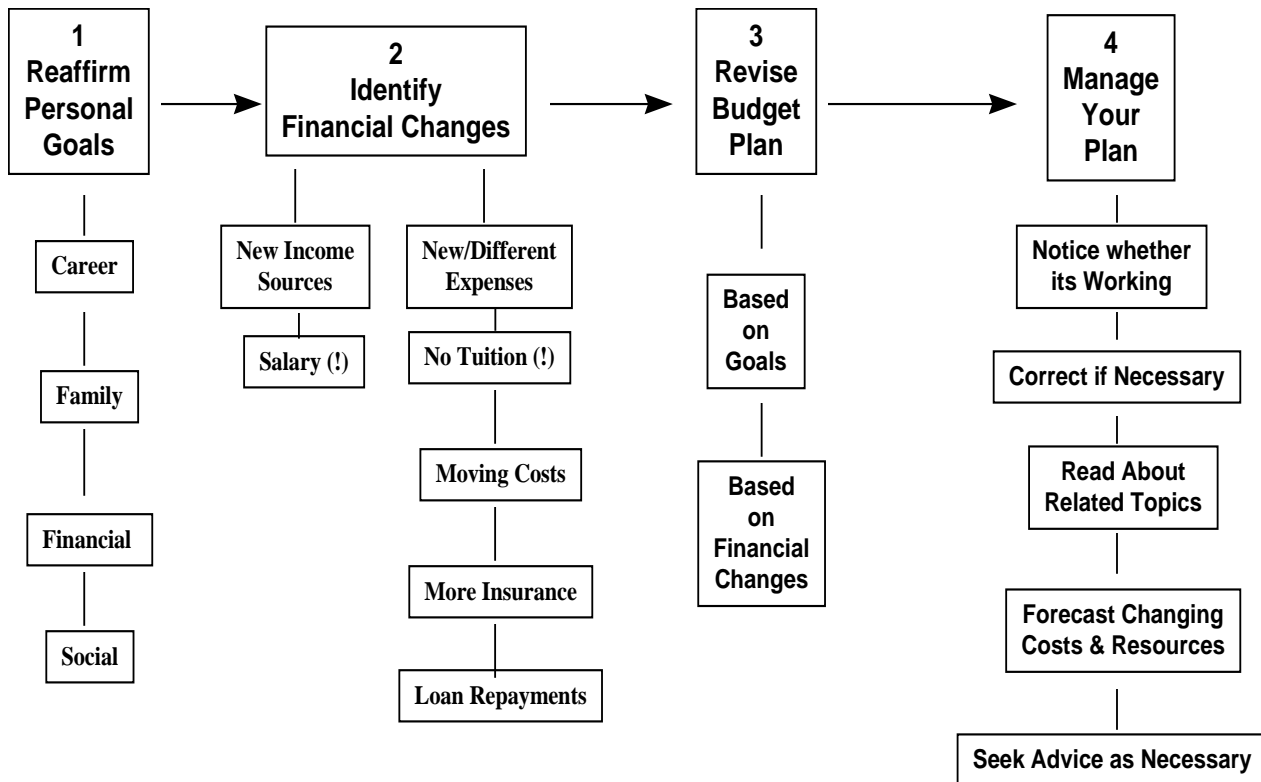 1
Reaffirm
Personal
Goals
Career
Family
Financial
Social
2
Identify
Financial Changes
New Income
Sources
Salary (!)
New/Different
Expenses
No Tuition (!)
Moving Costs
More Insurance
Loan Repayments
3
Revise
Budget
Plan
Based
on
Goals
Based
on
Financial
Changes
4
Manage
Your
Plan
Notice whether
its Working
Correct if Necessary
Read About
Related Topics
Forecast Changing
Costs & Resources
Seek Advice as Necessary